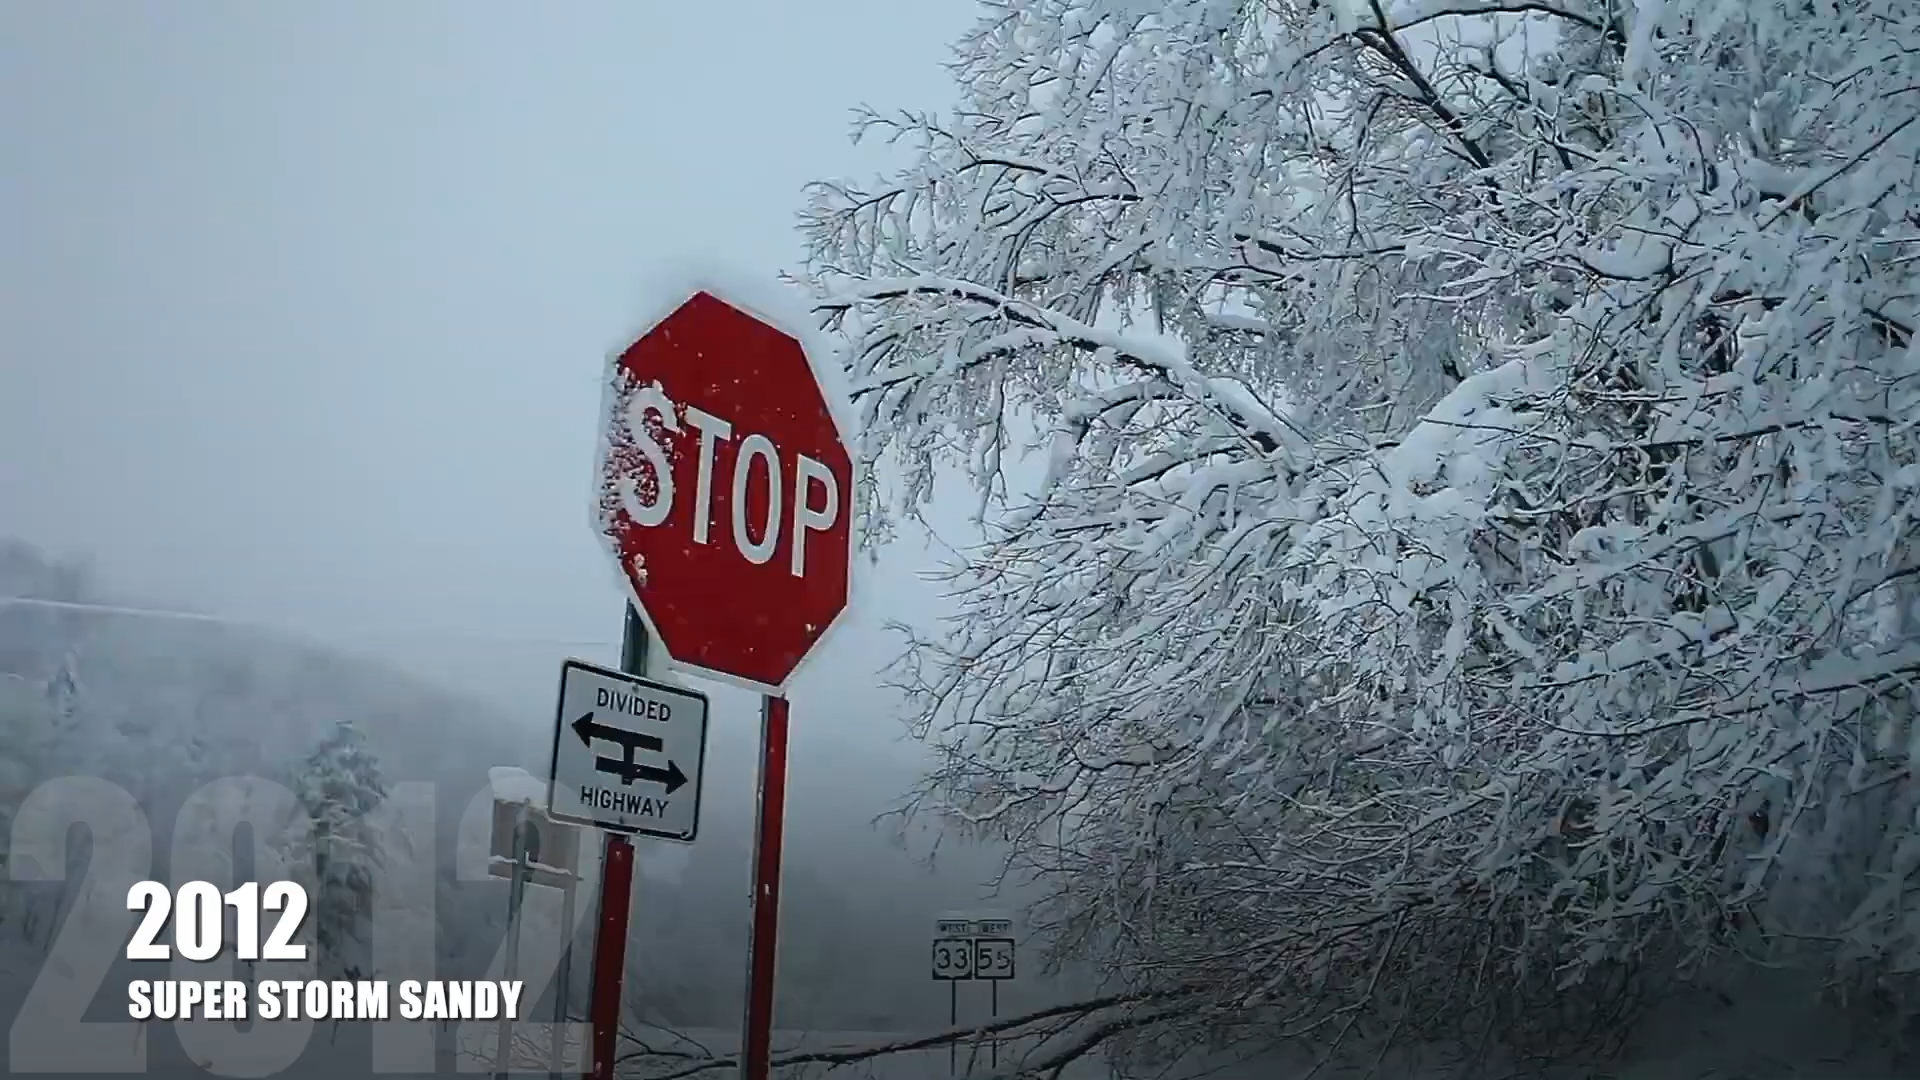 STOP
DIVIDED
HIGHWAY
WEST WEST
33 55
2012
2012
SUPER STORM SANDY